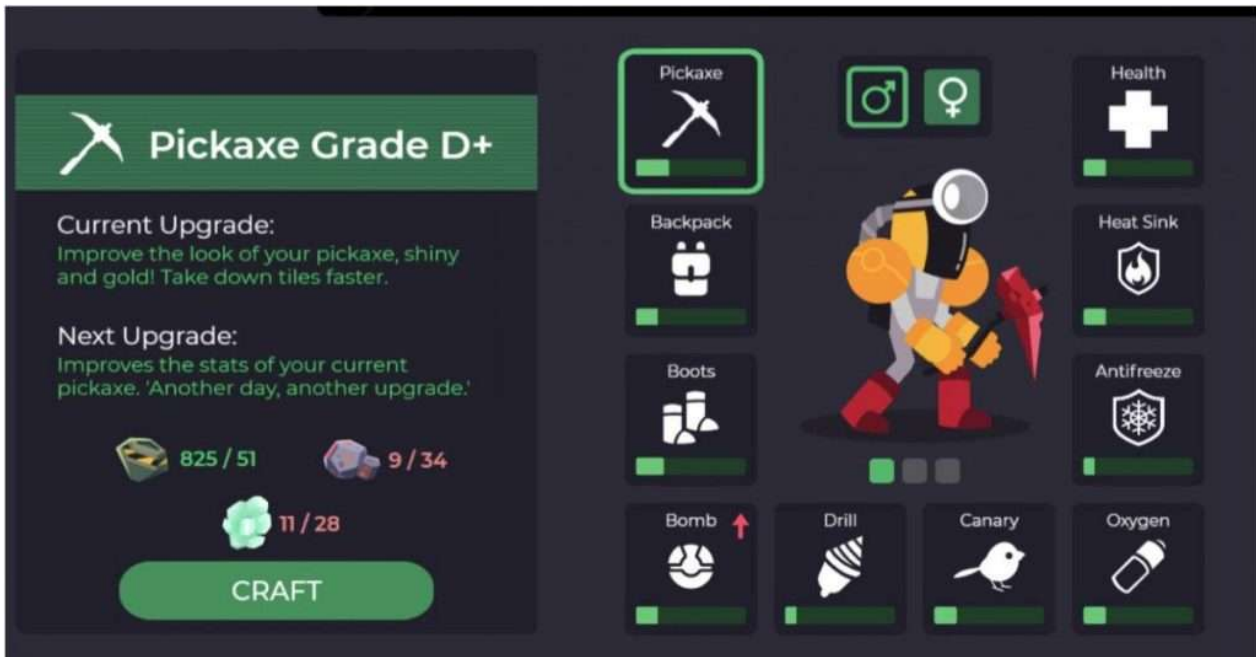 Pickaxe Grade D+
Current Upgrade:
Improve the look of your pickaxe, shiny
and gold! Take down tiles faster.
Next Upgrade:
Improves the stats of your current
pickaxe. 'Another day, another upgrade.'
825 / 51
9 / 34
11 / 28
CRAFT
Pickaxe
Health
Backpack
Heat Sink
Boots
Antifreeze
Bomb
Drill
Canary
Oxygen